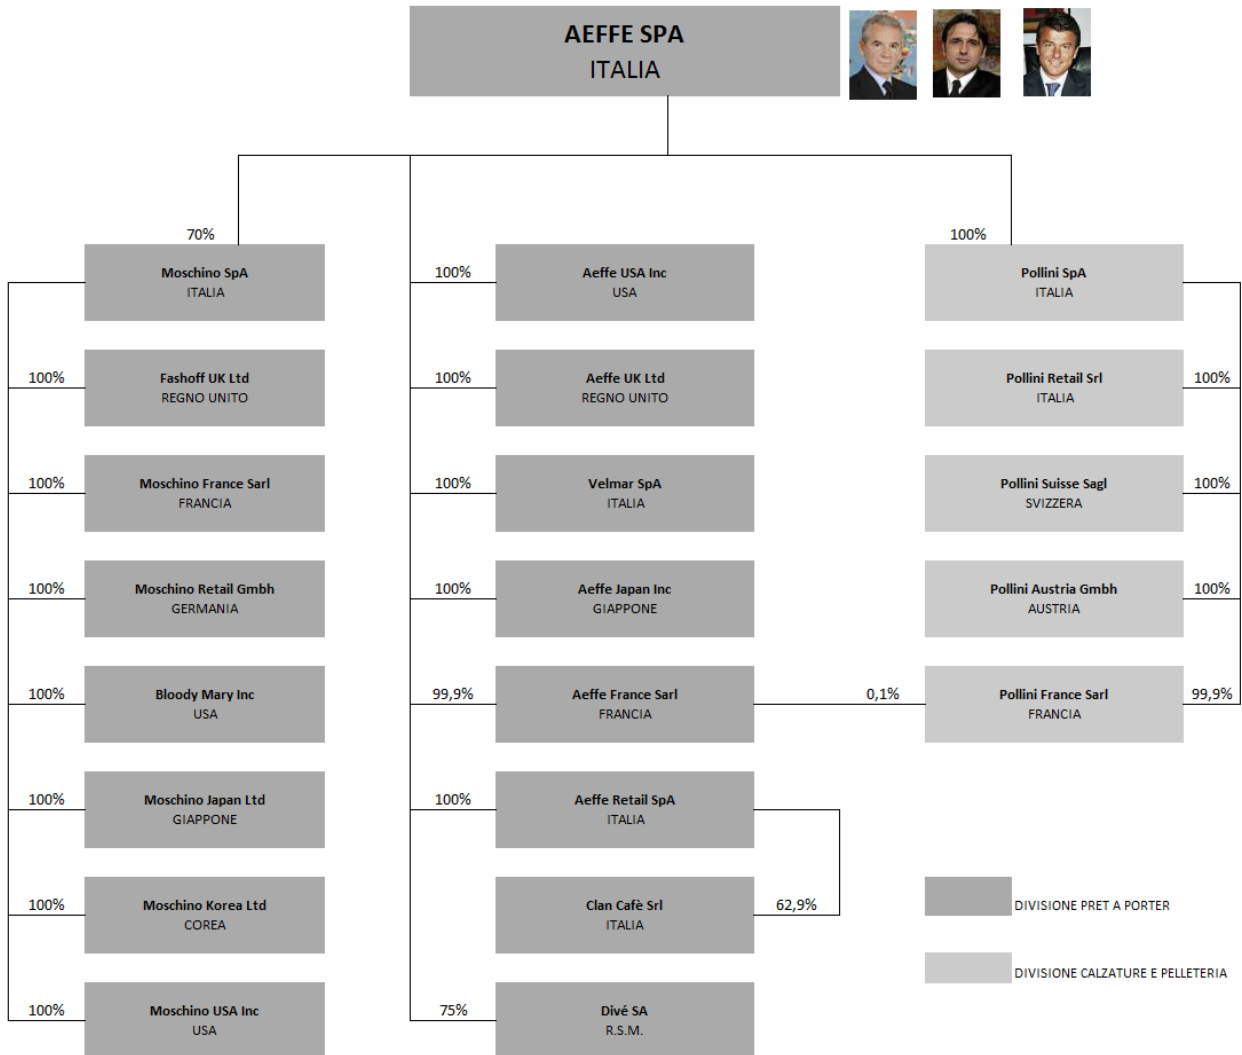 AEFFE SPA
ITALIA
70%
Moschino SpA
ITALIA
100%
Fashoff UK Ltd
REGNO UNITO
100%
Moschino France Sarl
FRANCIA
100%
Moschino Retail Gmbh
GERMANIA
100%
Bloody Mary Inc
USA
100%
Moschino Japan Ltd
GIAPPONE
100%
Moschino Korea Ltd
COREA
100%
Moschino USA Inc
USA
100%
Aeffe USA Inc
USA
100%
Aeffe UK Ltd
REGNO UNITO
100%
Velmar SpA
ITALIA
100%
Aeffe Japan Inc
GIAPPONE
99,9%
Aeffe France Sarl
FRANCIA
0,1%
100%
Aeffe Retail SpA
ITALIA
Clan Cafè Srl
ITALIA
62,9%
75%
Divé SA
R.S.M.
100%
Pollini SpA
ITALIA
Pollini Retail Srl
ITALIA
100%
Pollini Suisse Sagl
SVIZZERA
100%
Pollini Austria Gmbh
AUSTRIA
100%
Pollini France Sarl
FRANCIA
99,9%
DIVISIONE PRET A PORTER
DIVISIONE CALZATURE E PELLETERIA